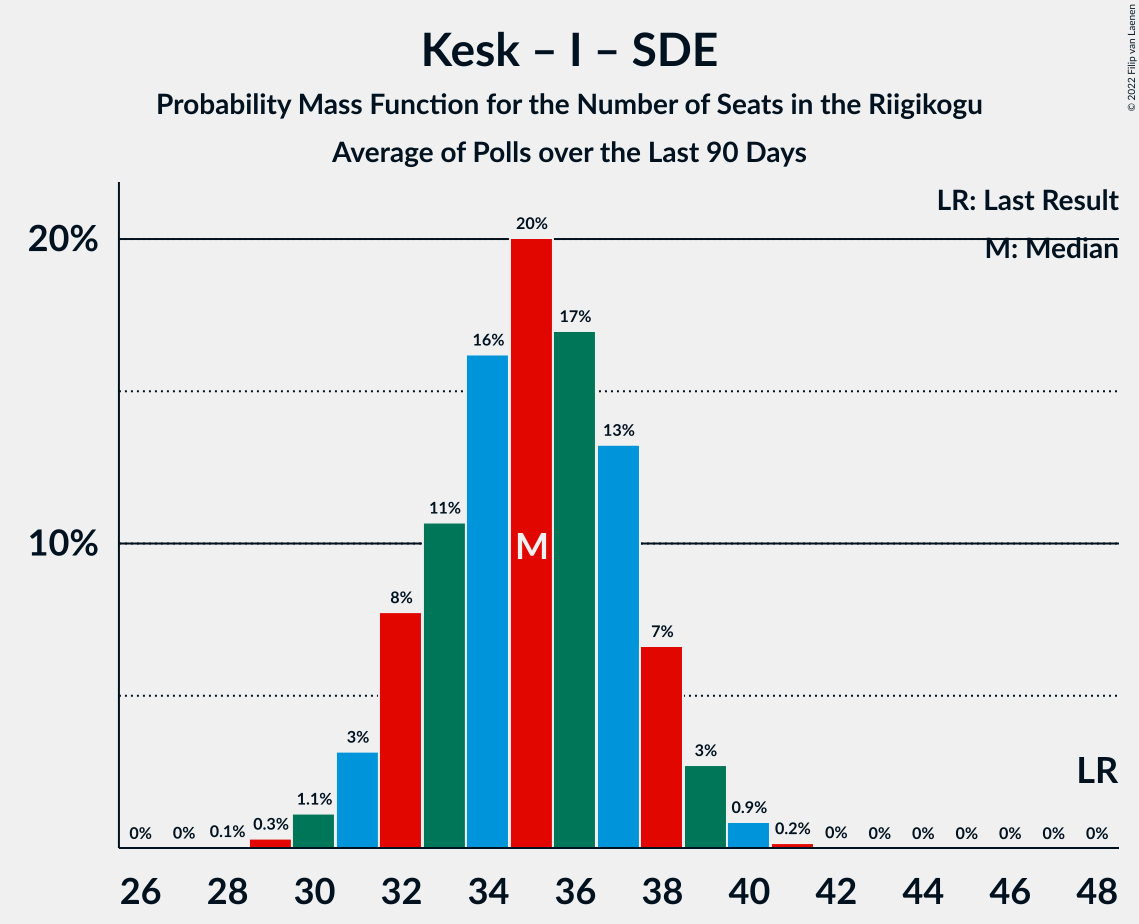 Kesk – I – SDE
Probability Mass Function for the Number of Seats in the Riigikogu
Average of Polls over the Last 90 Days
© 2022 Filip van Laenen
LR: Last Result
M: Median
20%
10%
0%
0%
0.1%
0.3%
1.1%
3%
8%
11%
16%
20%
17%
13%
7%
3%
0.9%
0.2%
0%
0%
0%
0%
0%
0%
0%
M
LR
26 28 30 32 34 36 38 40 42 44 46 48